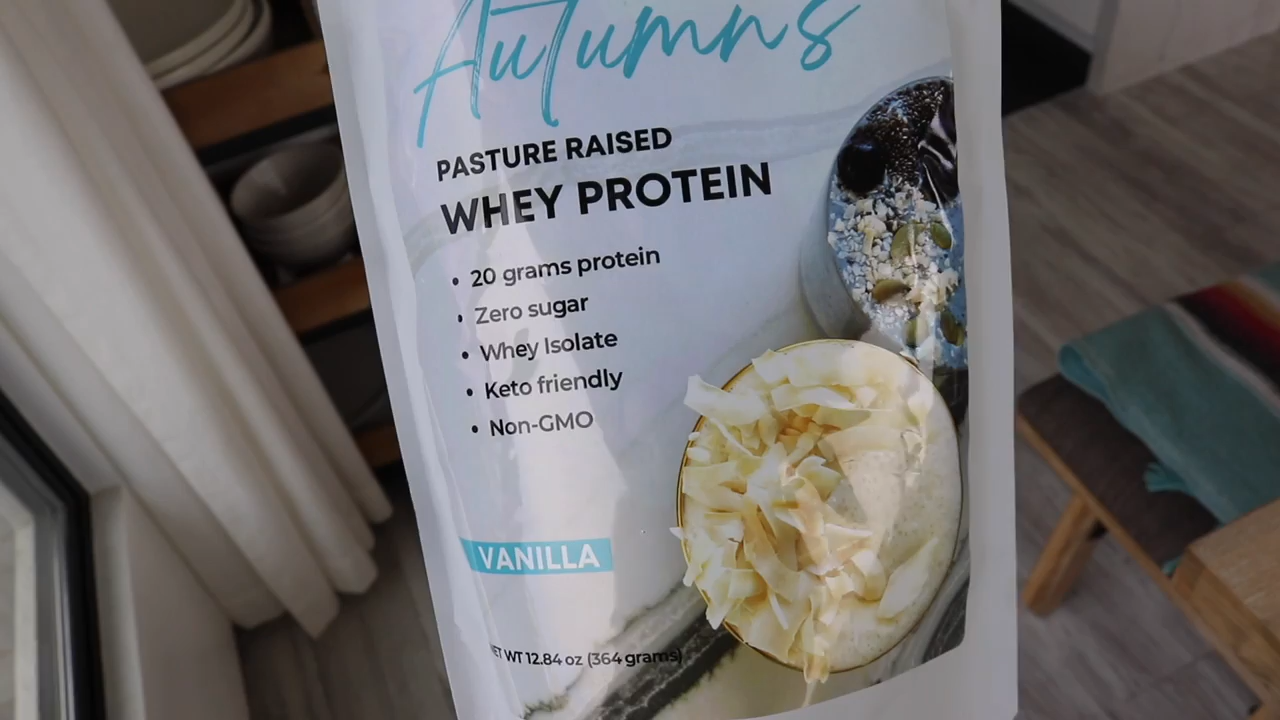 Autumn's
PASTURE RAISED
WHEY PROTEIN
• 20 grams protein
• Zero sugar
• Whey Isolate
• Keto friendly
• Non-GMO
VANILLA
NET WT 12.84 oz (364 grams)